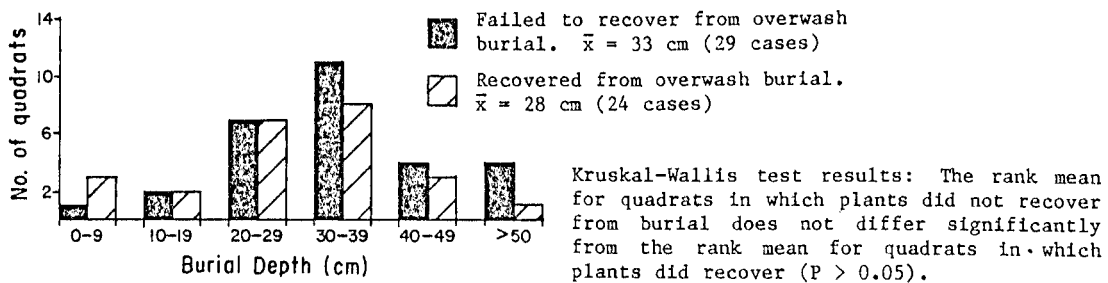 No. of quadrats
14
10
6
2
0-9 10-19 20-29 30-39 40-49 >50
Burial Depth (cm)
Failed to recover from overwash
burial. x̄ = 33 cm (29 cases)
Recovered from overwash burial.
x̄ = 28 cm (24 cases)
Kruskal-Wallis test results: The rank mean
for quadrats in which plants did not recover
from burial does not differ significantly
from the rank mean for quadrats in which
plants did recover (P > 0.05).